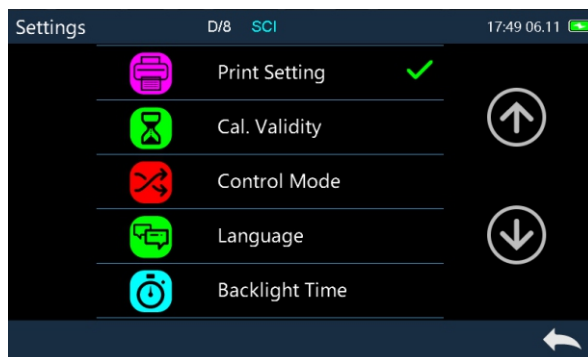 Settings D/8 SCI 17:49 06.11
Print Setting
Cal. Validity
Control Mode
Language
Backlight Time